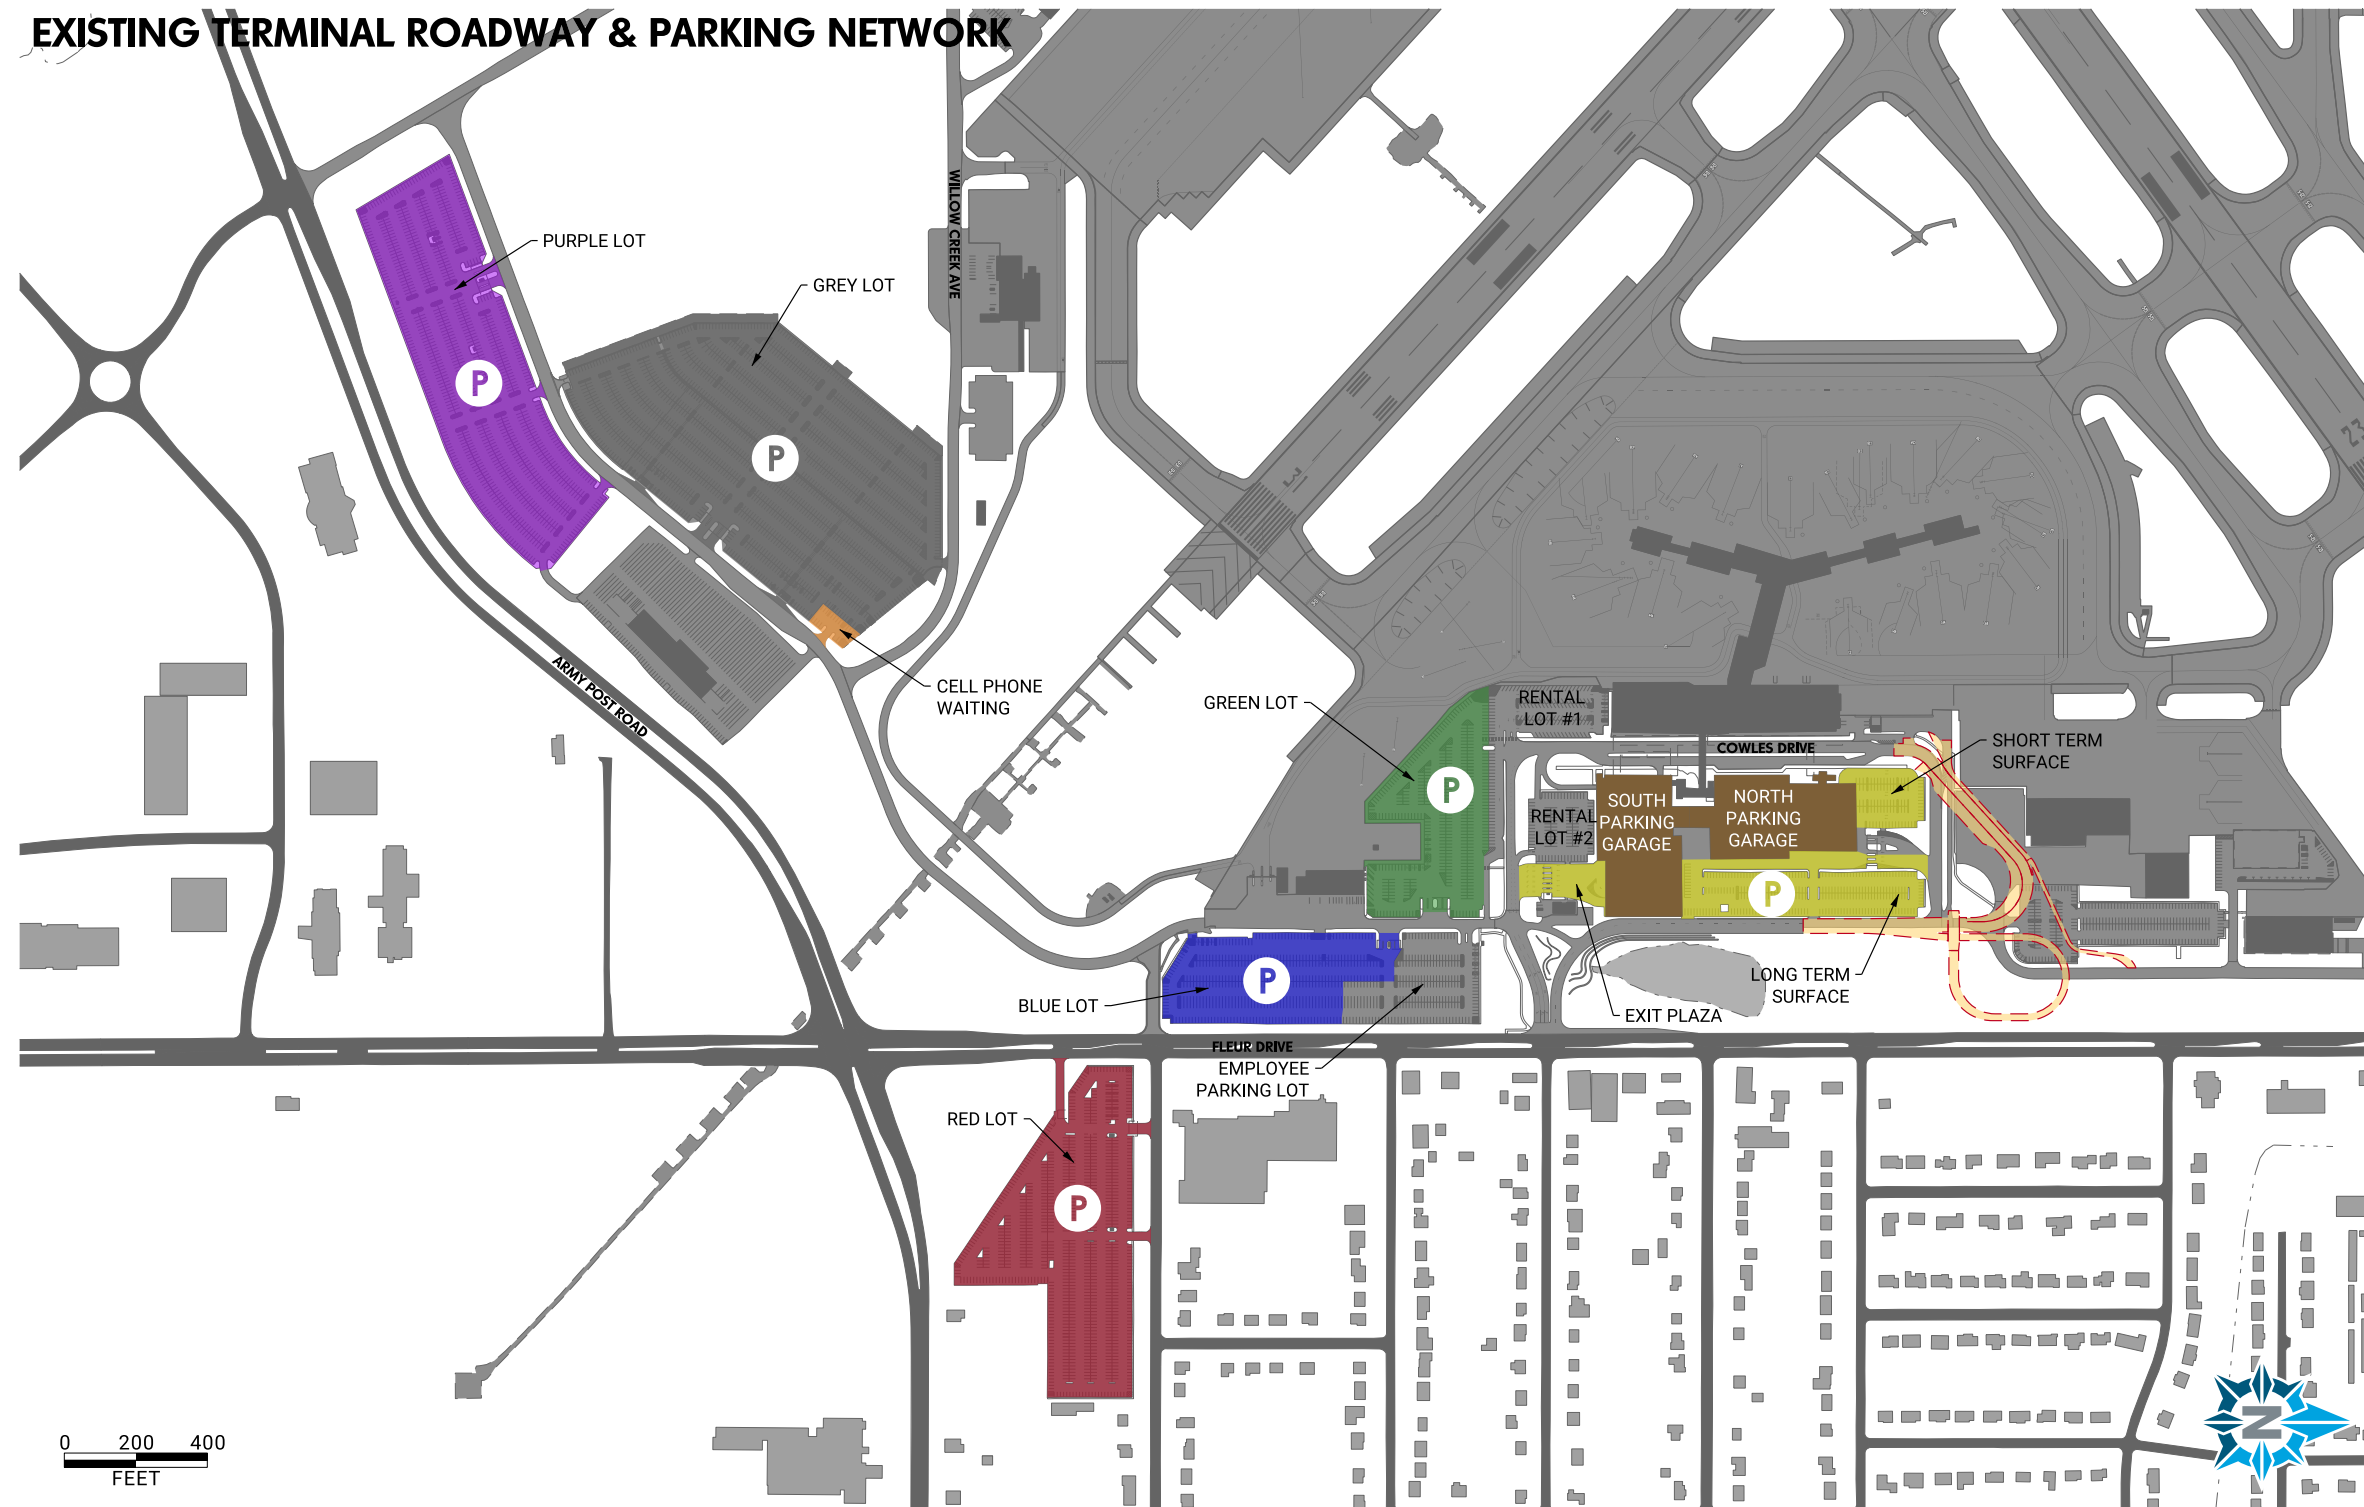 EXISTING TERMINAL ROADWAY & PARKING NETWORK
PURPLE LOT
P
GREY LOT
P
WILLOW CREEK AVE
CELL PHONE
WAITING
ARMY POST ROAD
GREEN LOT
P
RENTAL
LOT #1
COWLES DRIVE
SHORT TERM
SURFACE
SOUTH
PARKING
GARAGE
NORTH
PARKING
GARAGE
RENTAL
LOT #2
P
LONG TERM
SURFACE
EXIT PLAZA
BLUE LOT
P
FLEUR DRIVE
EMPLOYEE
PARKING LOT
RED LOT
P
23
0 200 400
FEET
N